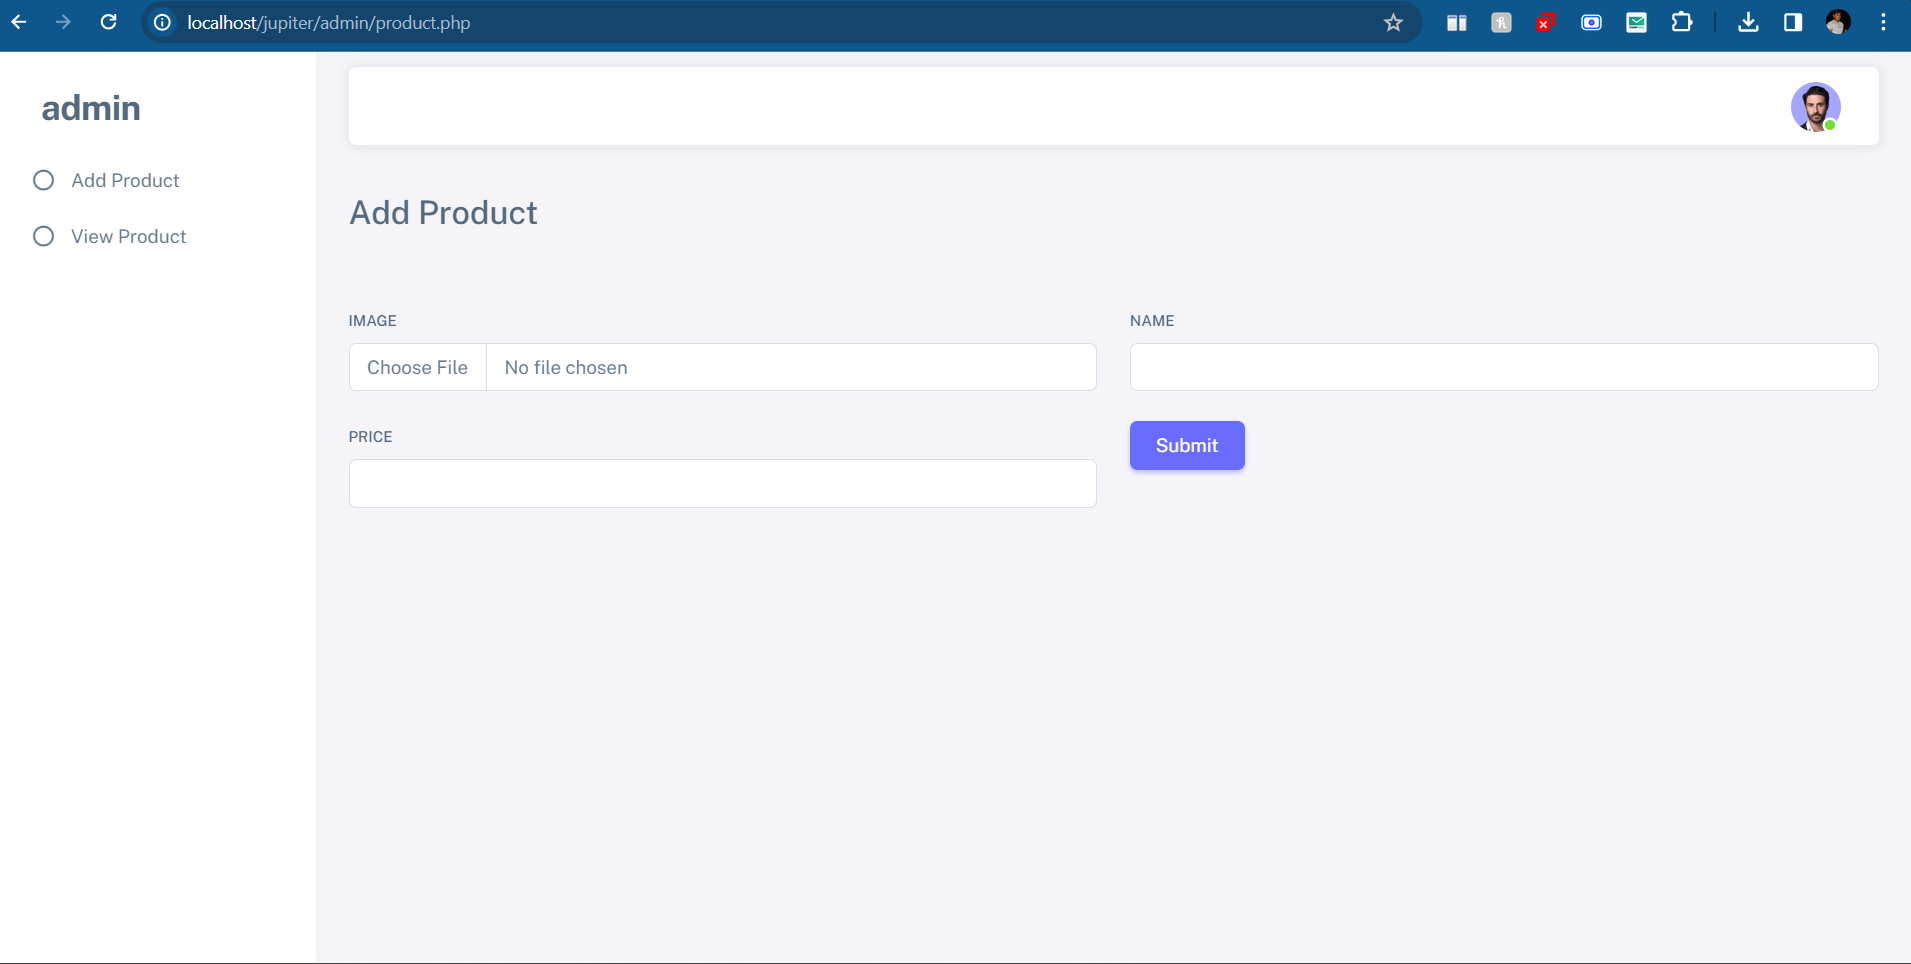 localhost/jupiter/admin/product.php
admin
Add Product
View Product
Add Product
IMAGE
NAME
Choose File No file chosen
PRICE
Submit